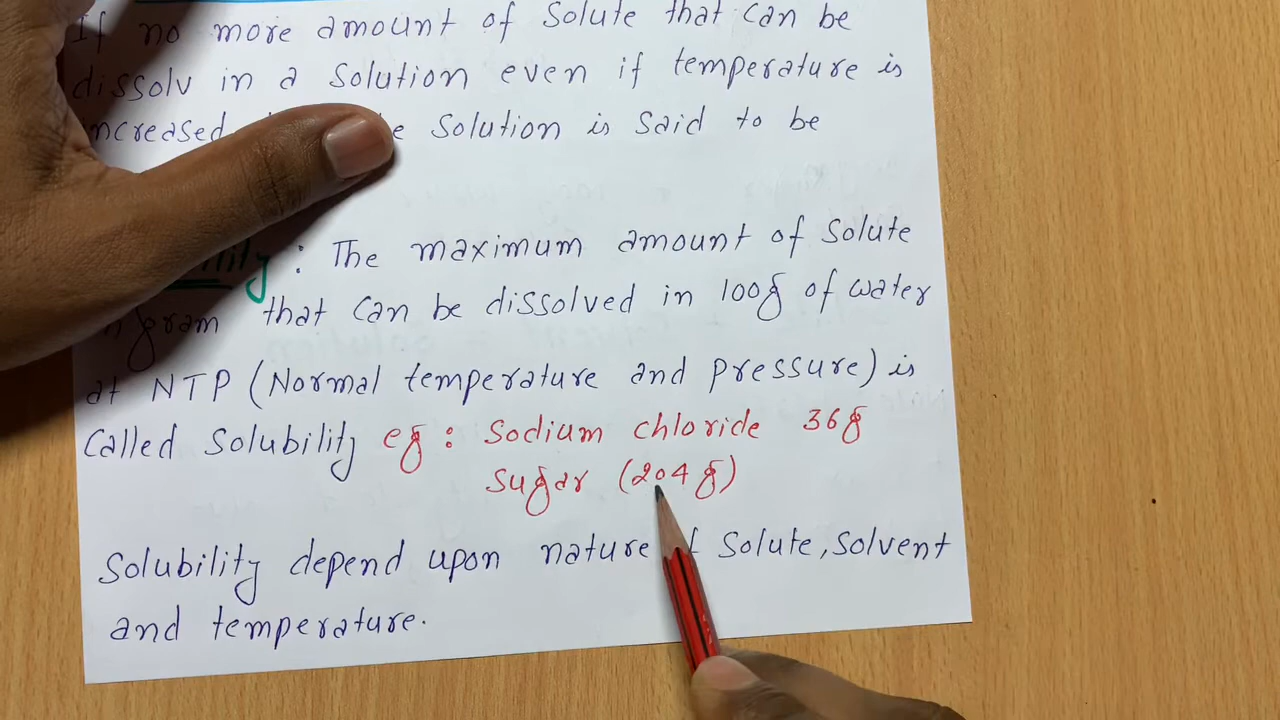 If no more amount of Solute that can be
dissolv in a Solution even if temperature is
increased Solution is Said to be
: The maximum amount of Solute
gram that can be dissolved in 100g of water
at NTP (Normal temperature and pressure) is
Called Solubility eg : Sodium chloride 36g
Sugar (204g)
Solubility depend upon nature Solute, Solvent
and temperature.